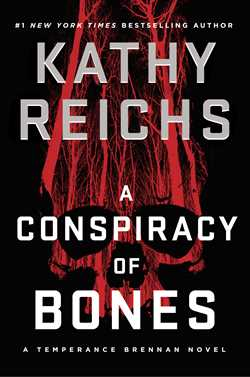 #1 NEW YORK TIMES BESTSELLING AUTHOR
KATHY
REICHS
A
CONSPIRACY
OF
BONES
A TEMPERANCE BRENNAN NOVEL